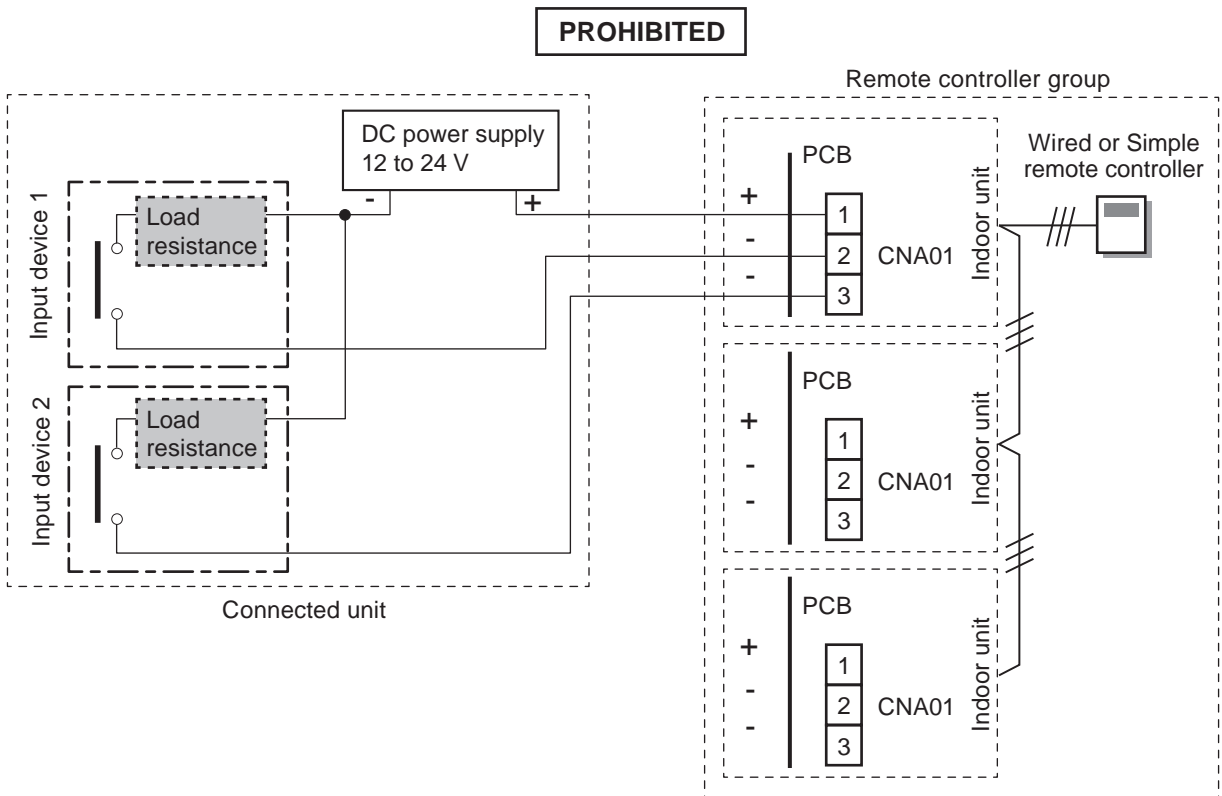 PROHIBITED
Remote controller group
DC power supply
12 to 24 V
-
+
Input device 1
Load
resistance
Input device 2
Load
resistance
Connected unit
PCB
+
-
-
1
2
3
CNA01
Indoor unit
Wired or Simple
remote controller
PCB
+
-
-
1
2
3
CNA01
Indoor unit
PCB
+
-
-
1
2
3
CNA01
Indoor unit